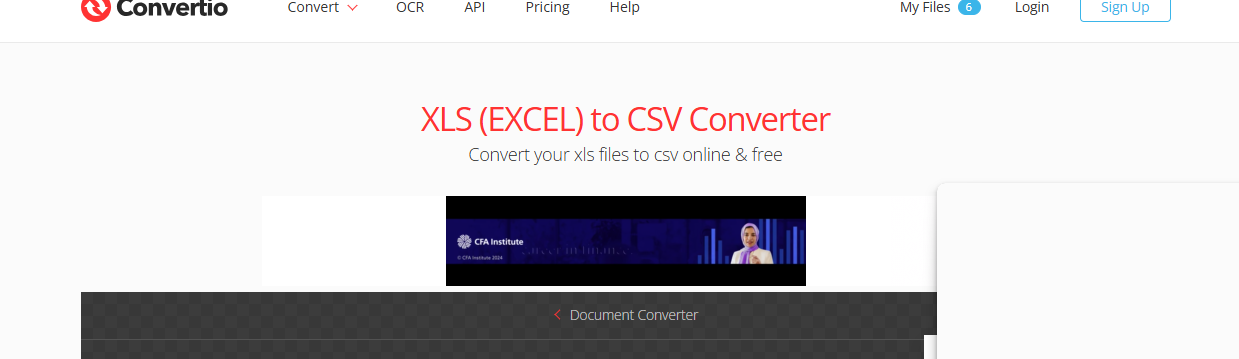 Convertio Convert OCR API Pricing Help My Files 6 Login Sign Up
XLS (EXCEL) to CSV Converter
Convert your xls files to csv online & free
CFA Institute
© CFA Institute 2024
Document Converter